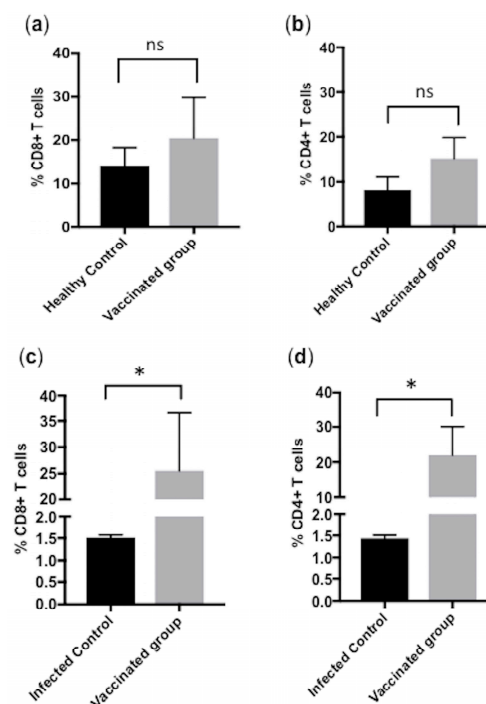 (a)
ns
% CD8+ T cells
40
30
20
10
0
Healthy Control
Vaccinated group
(b)
ns
% CD4+ T cells
40
30
20
10
0
Healthy Control
Vaccinated group
(c)
*
% CD8+ T cells
40
35
30
25
20
2.0
1.5
1.0
0.5
0.0
Infected Control
Vaccinated group
(d)
*
% CD4+ T cells
40
30
20
10
2.0
1.5
1.0
0.5
0.0
Infected Control
Vaccinated group